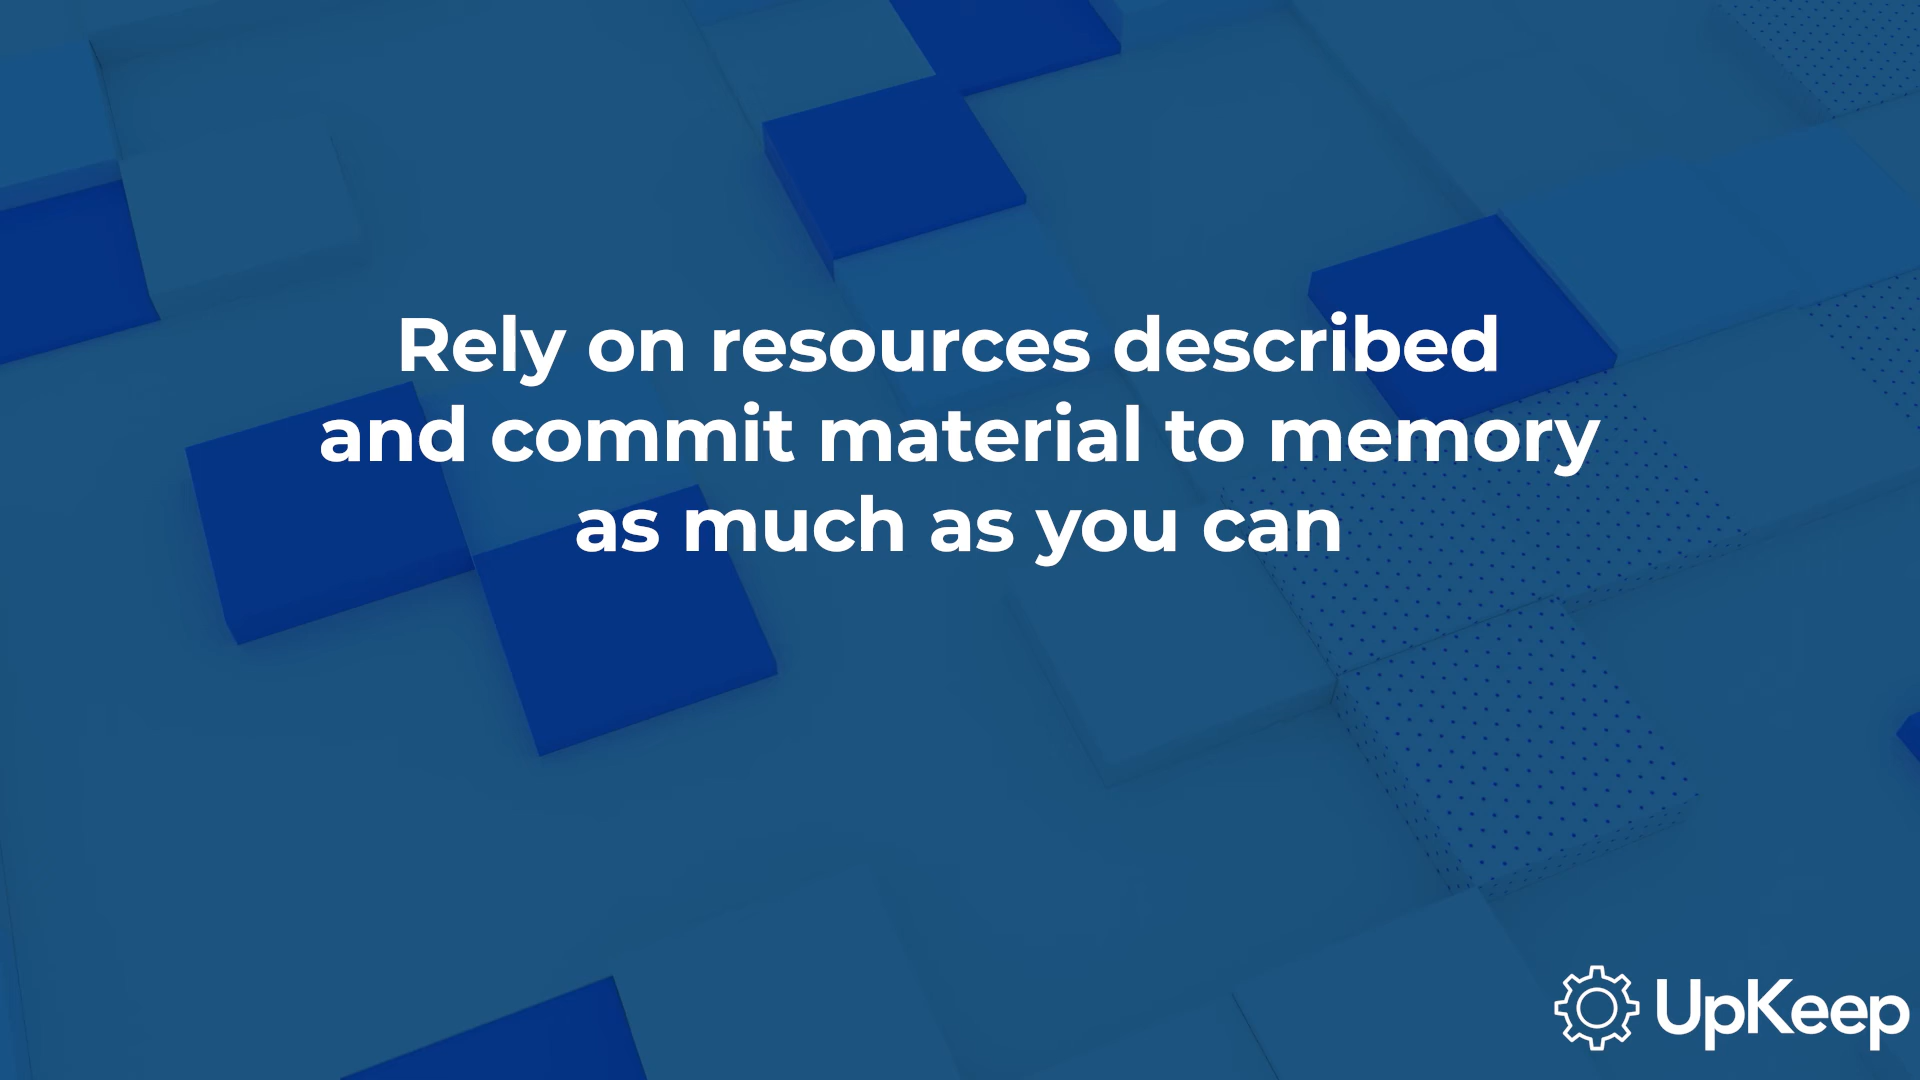 Rely on resources described
and commit material to memory
as much as you can
UpKeep